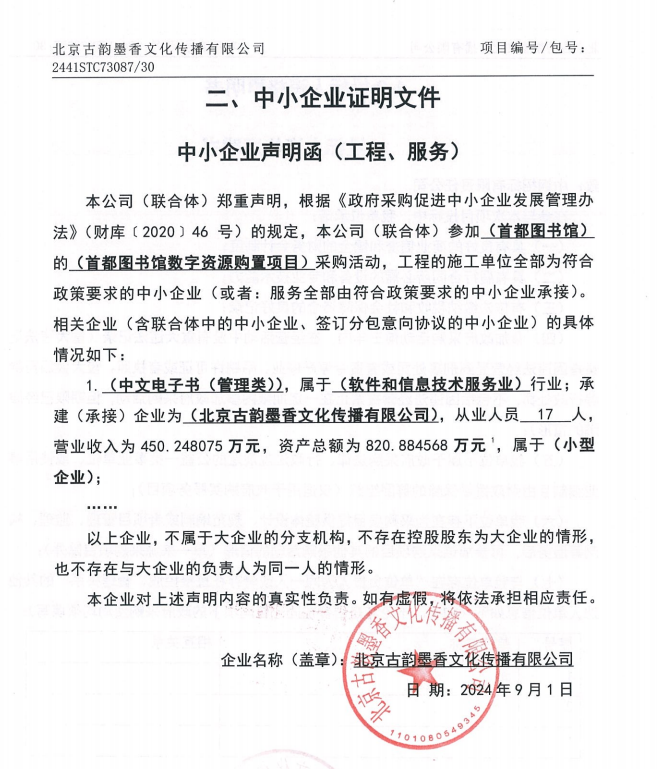 北京古韵墨香文化传播有限公司 项目编号/包号：
2441STC73087/30
二、中小企业证明文件
中小企业声明函（工程、服务）
本公司（联合体）郑重声明，根据《政府采购促进中小企业发展管理办
法》（财库〔2020〕46 号）的规定，本公司（联合体）参加（首都图书馆）
的（首都图书馆数字资源购置项目）采购活动，工程的施工单位全部为符合
政策要求的中小企业（或者：服务全部由符合政策要求的中小企业承接）。
相关企业（含联合体中的中小企业、签订分包意向协议的中小企业）的具体
情况如下：
1. （中文电子书（管理类）），属于（软件和信息技术服务业）行业；承
建（承接）企业为（北京古韵墨香文化传播有限公司），从业人员 17 人，
营业收入为 450.248075 万元，资产总额为 820.884568 万元¹，属于（小型
企业）；
……
以上企业，不属于大企业的分支机构，不存在控股股东为大企业的情形，
也不存在与大企业的负责人为同一人的情形。
本企业对上述声明内容的真实性负责。如有虚假，将依法承担相应责任。
企业名称（盖章）：北京古韵墨香文化传播有限公司
日 期：2024 年 9 月 1 日
北京古韵墨香文化传播有限公司
1101080549345